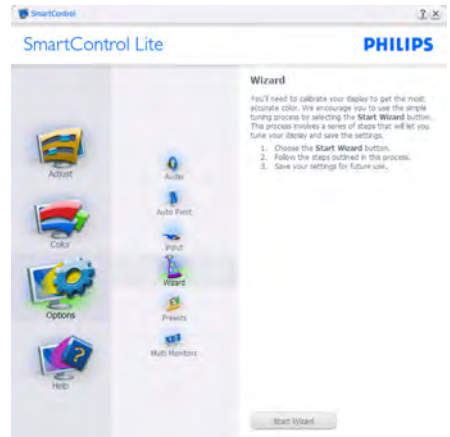 SmartControl
? X
SmartControl Lite
PHILIPS
Adjust
Color
Options
Help
Audio
Auto Pivot
Input
Wizard
Presets
Multi Monitors
Wizard
You'll need to calibrate your display to get the most
accurate color. We encourage you to use the simple
tuning process by selecting the Start Wizard button.
This process involves a series of steps that will let you
tune your display and save the settings.
1. Choose the Start Wizard button.
2. Follow the steps outlined in this process.
3. Save your settings for future use.
Start Wizard